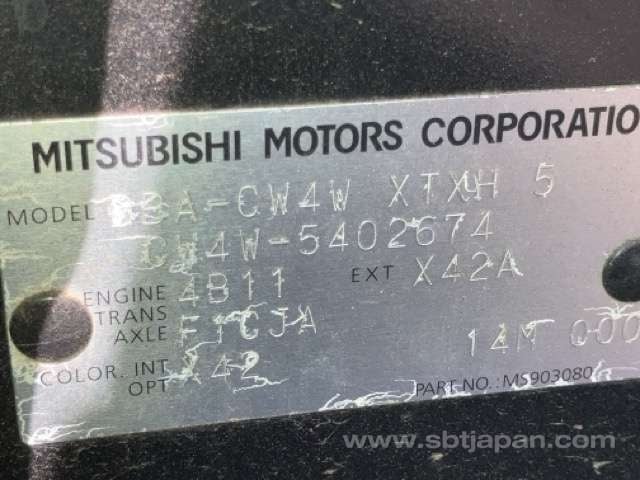 MITSUBISHI MOTORS CORPORATIO
MODEL CBA-CW4W XTXH 5
CW4W-5402674
ENGINE 4B11 EXT X42A
TRANS
AXLE F1CJA
COLOR. INT
OPT 14M 000
PART NO.: MS903080
www.sbtjapan.com